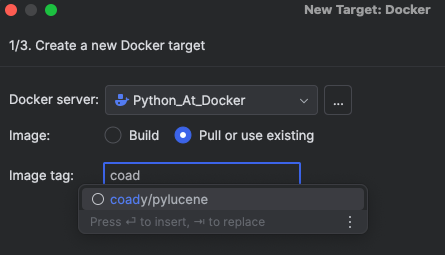 New Target: Docker
1/3. Create a new Docker target
Docker server: Python_At_Docker ...
Image: Build Pull or use existing
Image tag: coad
coady/pylucene
Press ⏎ to insert, ⇥ to replace